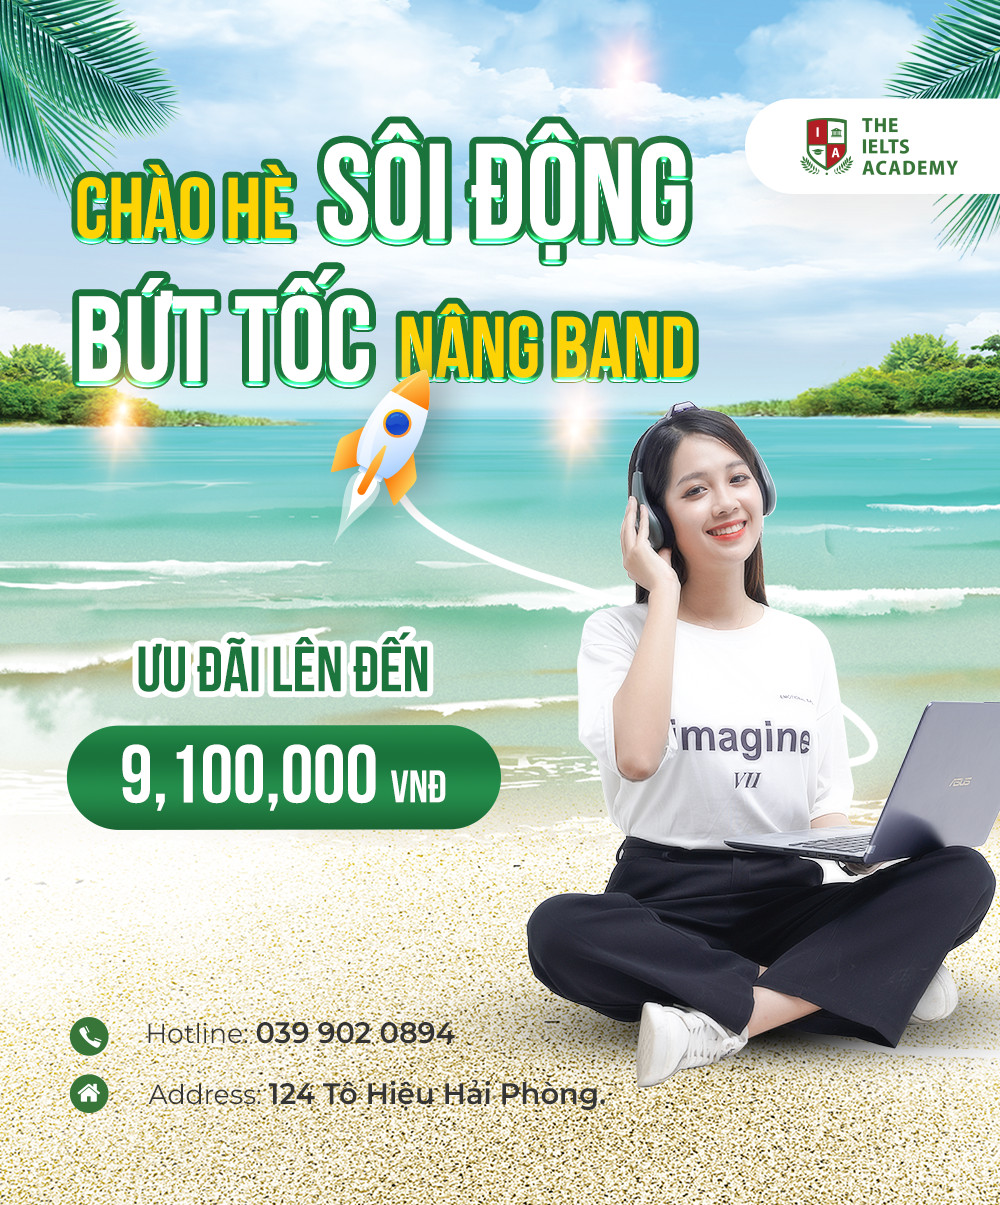 THE
IELTS
ACADEMY
I
A
CHÀO HÈ SÔI ĐỘNG
BỨT TỐC NÂNG BAND
ƯU ĐÃI LÊN ĐẾN
9,100,000 VNĐ
imagine
VII
ASUS
Hotline: 039 902 0894
Address: 124 Tô Hiệu Hải Phòng.